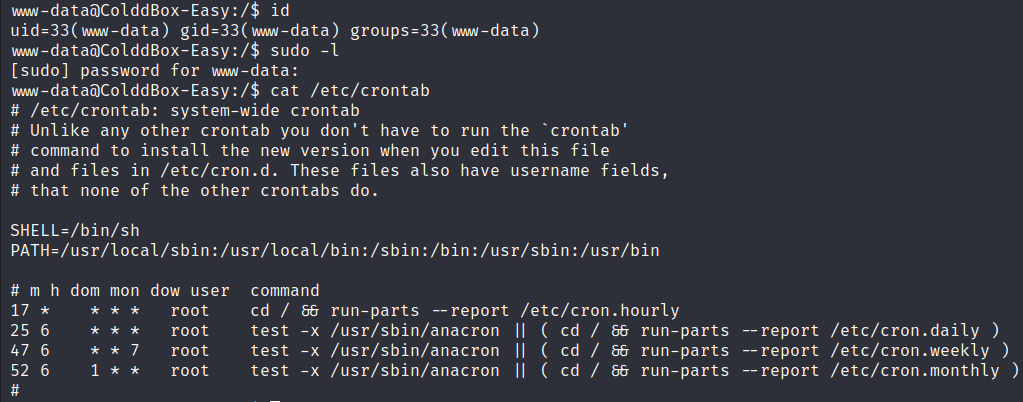 www-data@ColddBox-Easy:/$ id
uid=33(www-data) gid=33(www-data) groups=33(www-data)
www-data@ColddBox-Easy:/$ sudo -l
[sudo] password for www-data:
www-data@ColddBox-Easy:/$ cat /etc/crontab
# /etc/crontab: system-wide crontab
# Unlike any other crontab you don't have to run the `crontab'
# command to install the new version when you edit this file
# and files in /etc/cron.d. These files also have username fields,
# that none of the other crontabs do.

SHELL=/bin/sh
PATH=/usr/local/sbin:/usr/local/bin:/sbin:/bin:/usr/sbin:/usr/bin

# m h dom mon dow user  command
17 *    * * *   root    cd / && run-parts --report /etc/cron.hourly
25 6    * * *   root    test -x /usr/sbin/anacron || ( cd / && run-parts --report /etc/cron.daily )
47 6    * * 7   root    test -x /usr/sbin/anacron || ( cd / && run-parts --report /etc/cron.weekly )
52 6    1 * *   root    test -x /usr/sbin/anacron || ( cd / && run-parts --report /etc/cron.monthly )
#